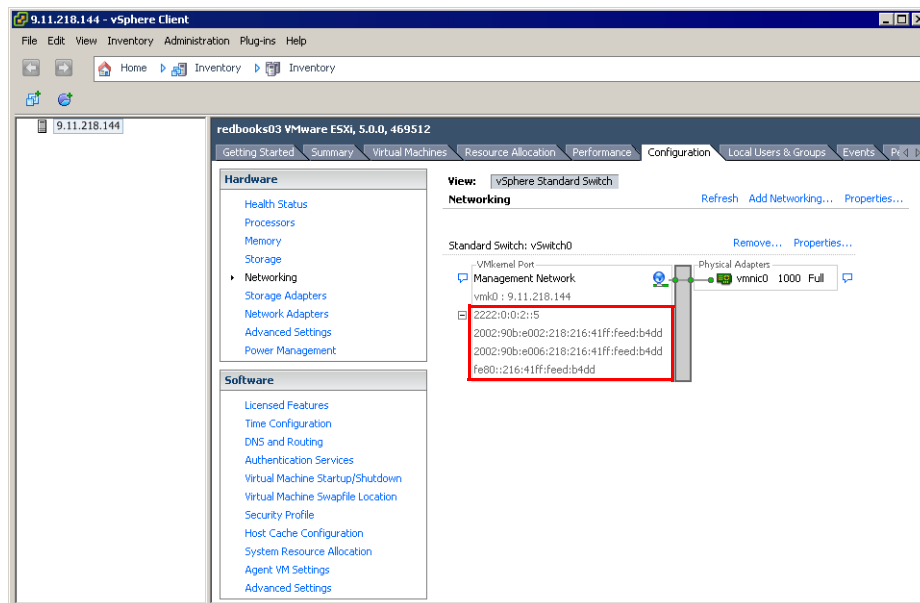 9.11.218.144 - vSphere Client
File Edit View Inventory Administration Plug-ins Help
Home Inventory Inventory
9.11.218.144
redbooks03 VMware ESXi, 5.0.0, 469512
Getting Started Summary Virtual Machines Resource Allocation Performance Configuration Local Users & Groups Events
Hardware
Health Status
Processors
Memory
Storage
Networking
Storage Adapters
Network Adapters
Advanced Settings
Power Management
Software
Licensed Features
Time Configuration
DNS and Routing
Authentication Services
Virtual Machine Startup/Shutdown
Virtual Machine Swapfile Location
Security Profile
Host Cache Configuration
System Resource Allocation
Agent VM Settings
Advanced Settings
View: vSphere Standard Switch
Networking Refresh Add Networking... Properties...
Standard Switch: vSwitch0 Remove... Properties...
VMkernel Port Physical Adapters
Management Network vmnic0 1000 Full
vmk0 : 9.11.218.144
2222:0:0:2::5
2002:90b:e002:218:216:41ff:feed:b4dd
2002:90b:e006:218:216:41ff:feed:b4dd
fe80::216:41ff:feed:b4dd